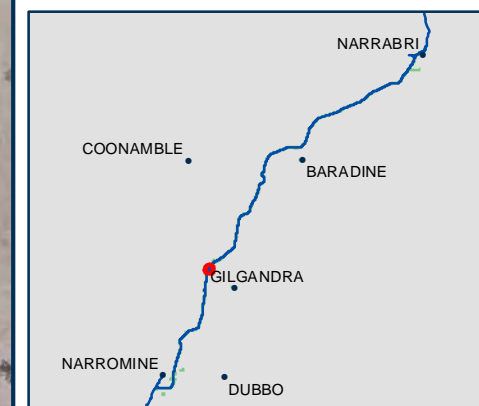 NARRABRI
COONAMBLE
BARADINE
GILGANDRA
NARROMINE
DUBBO